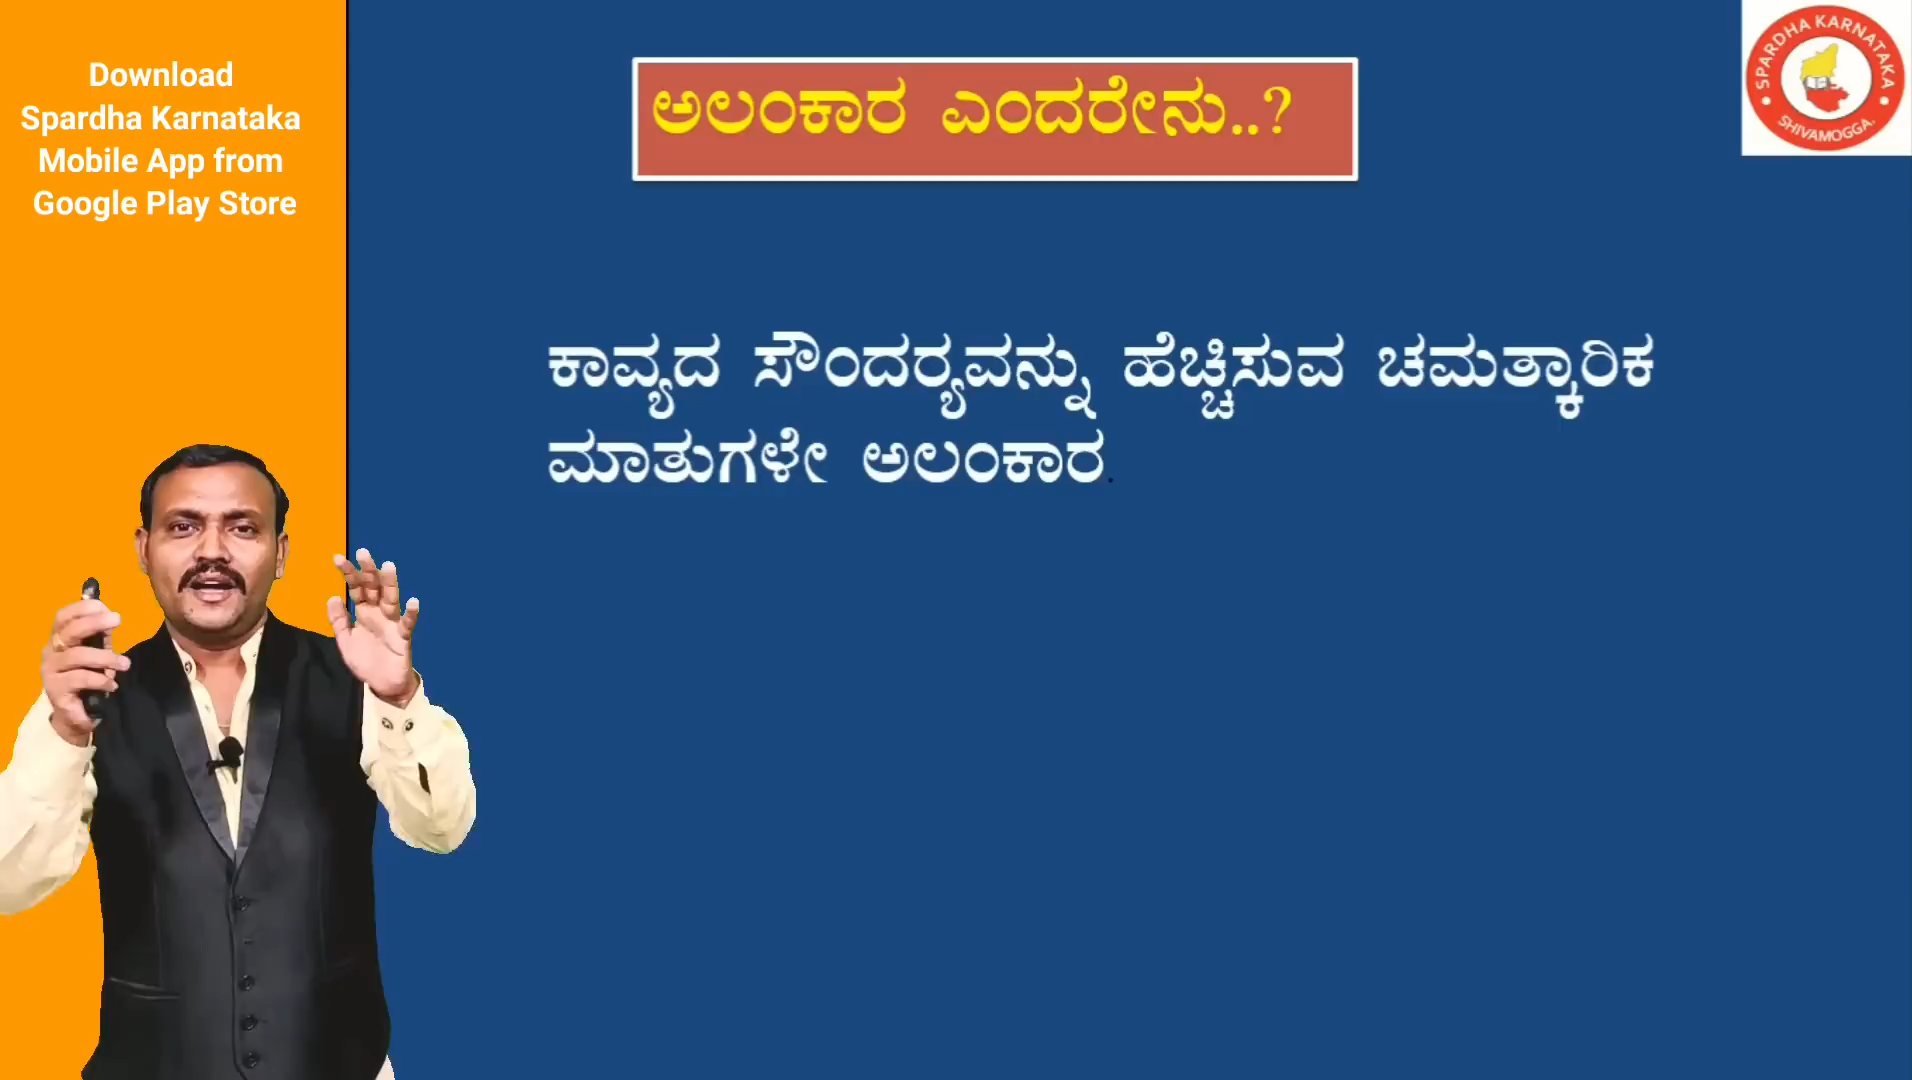 Download
Spardha Karnataka
Mobile App from
Google Play Store
ಅಲಂಕಾರ ಎಂದರೇನು..?
SPARDHA KARNATAKA
SHIVAMOGGA.
ಕಾವ್ಯದ ಸೌಂದರ‍್ಯವನ್ನು ಹೆಚ್ಚಿಸುವ ಚಮತ್ಕಾರಿಕ
ಮಾತುಗಳೇ ಅಲಂಕಾರ.